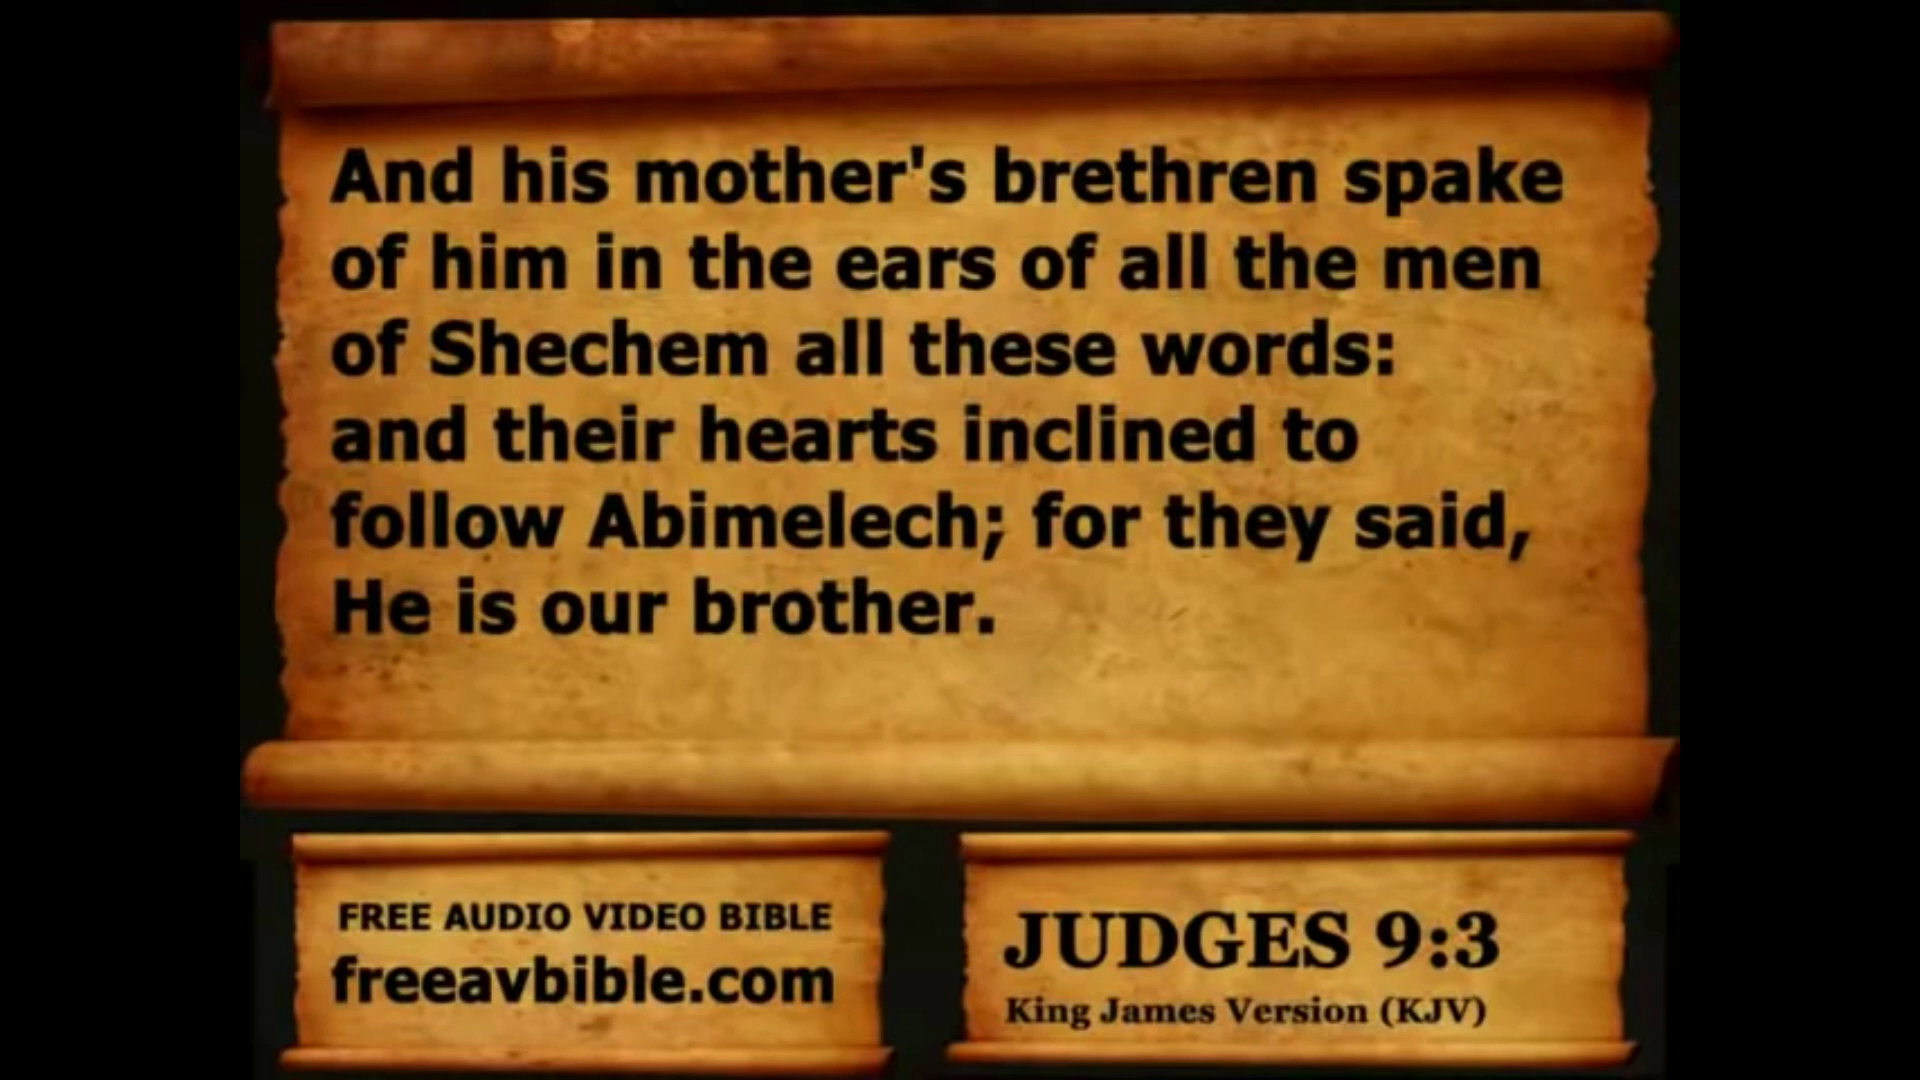 And his mother's brethren spake
of him in the ears of all the men
of Shechem all these words:
and their hearts inclined to
follow Abimelech; for they said,
He is our brother.
FREE AUDIO VIDEO BIBLE
freeavbible.com
JUDGES 9:3
King James Version (KJV)